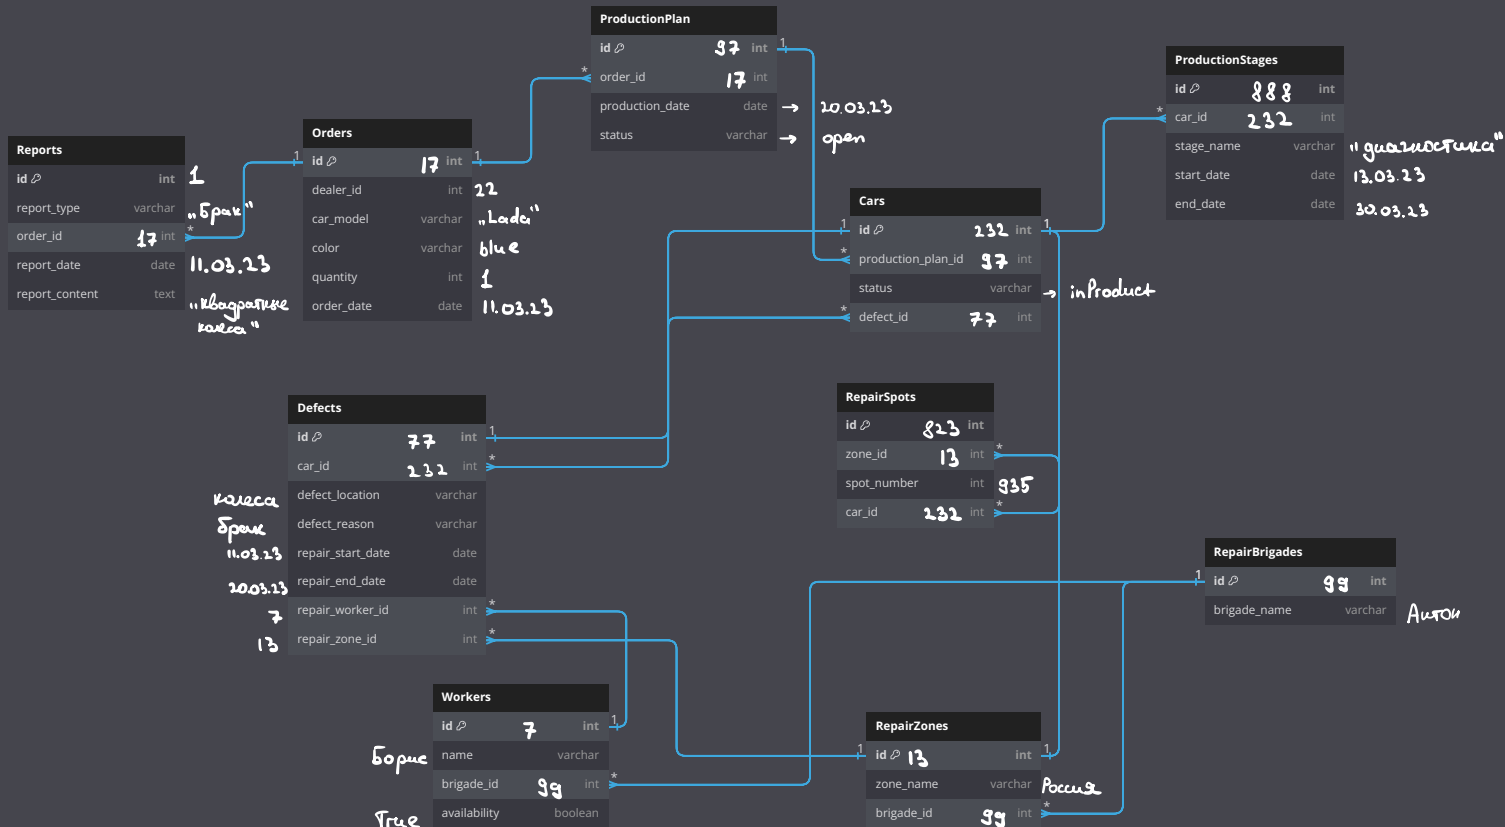 ProductionPlan
id 97 int
order_id 17 int
production_date date → 20.03.23
status varchar → open
ProductionStages
id 888 int
car_id 232 int
stage_name varchar "диагностика"
start_date date 13.03.23
end_date date 30.03.23
Reports
id int 1
report_type varchar „Брак"
order_id 17 int
report_date date 11.03.23
report_content text "квадратные
колеса"
Orders
id 17 int
dealer_id int 22
car_model varchar „Lada"
color varchar blue
quantity int 1
order_date date 11.03.23
Cars
id 232 int
production_plan_id 97 int
status varchar → inProduct
defect_id 77 int
Defects
id 77 int
car_id 232 int
колеса defect_location varchar
брак defect_reason varchar
11.03.23 repair_start_date date
20.03.23 repair_end_date date
7 repair_worker_id int
13 repair_zone_id int
RepairSpots
id 823 int
zone_id 13 int
spot_number int 935
car_id 232 int
RepairBrigades
id 99 int
brigade_name varchar Антон
Workers
id 7 int
Борис name varchar
brigade_id 99 int
True availability boolean
RepairZones
id 13 int
zone_name varchar Россия
brigade_id 99 int